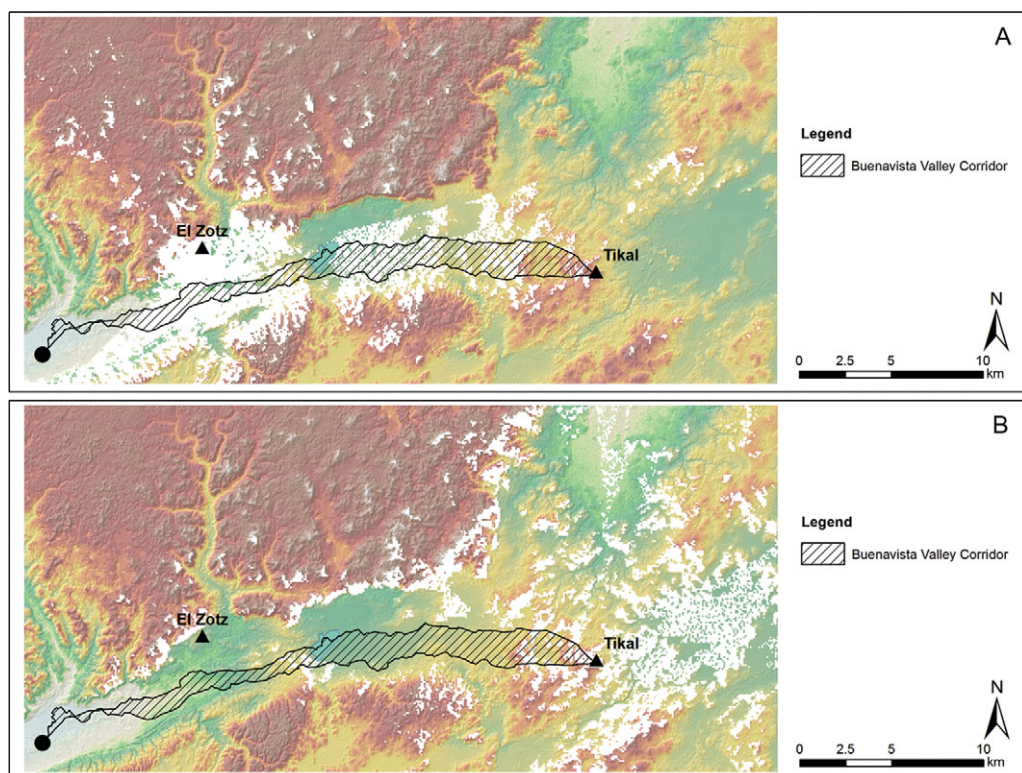 A
Legend
Buenavista Valley Corridor
El Zotz
Tikal
N
0 2.5 5 10
km
B
Legend
Buenavista Valley Corridor
El Zotz
Tikal
N
0 2.5 5 10
km